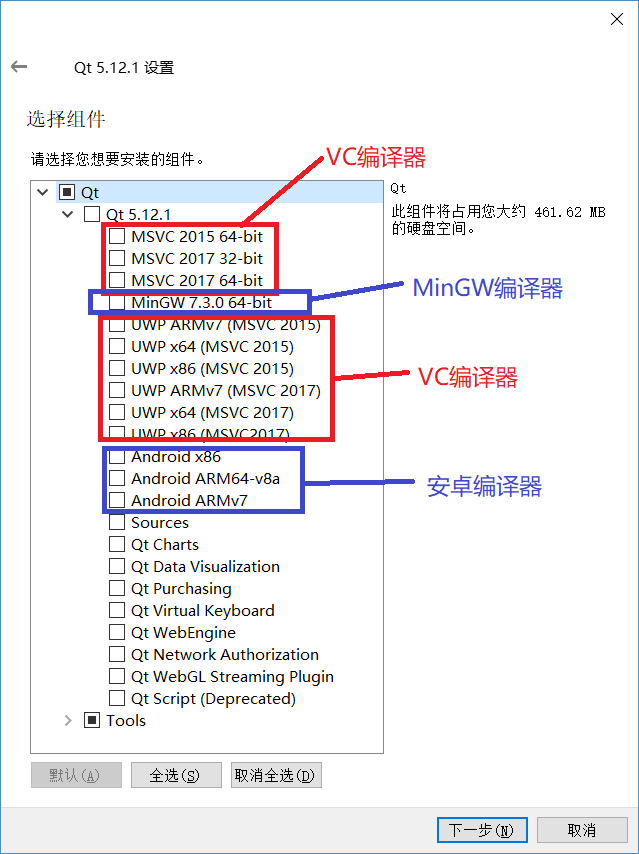 Qt 5.12.1 设置
选择组件
请选择您想要安装的组件。
VC编译器
Qt
Qt 5.12.1
MSVC 2015 64-bit
MSVC 2017 32-bit
MSVC 2017 64-bit
MinGW 7.3.0 64-bit
UWP ARMv7 (MSVC 2015)
UWP x64 (MSVC 2015)
UWP x86 (MSVC 2015)
UWP ARMv7 (MSVC 2017)
UWP x64 (MSVC 2017)
UWP x86 (MSVC2017)
Android x86
Android ARM64-v8a
Android ARMv7
Sources
Qt Charts
Qt Data Visualization
Qt Purchasing
Qt Virtual Keyboard
Qt WebEngine
Qt Network Authorization
Qt WebGL Streaming Plugin
Qt Script (Deprecated)
Tools
Qt
此组件将占用您大约 461.62 MB
的硬盘空间。
MinGW编译器
VC编译器
安卓编译器
默认(A)
全选(S)
取消全选(D)
下一步(N)
取消